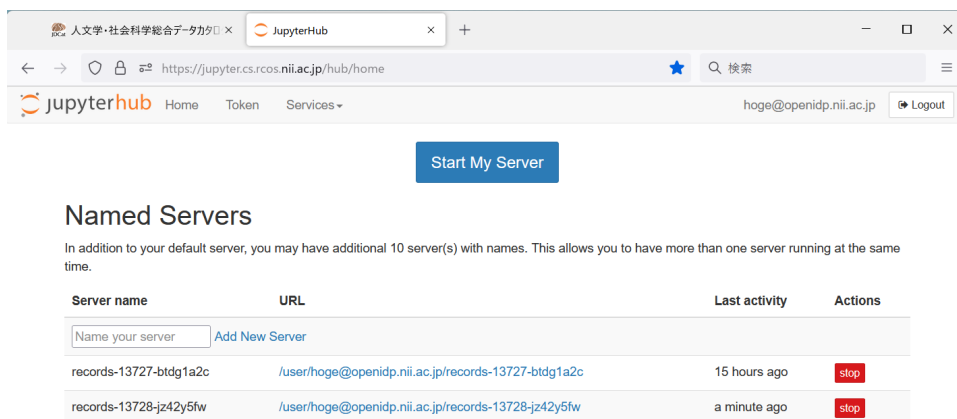 人文学・社会科学総合データカタロ
JupyterHub
https://jupyter.cs.rcos.nii.ac.jp/hub/home
検索
jupyterhub Home Token Services
hoge@openidp.nii.ac.jp Logout
Start My Server
Named Servers
In addition to your default server, you may have additional 10 server(s) with names. This allows you to have more than one server running at the same
time.
Server name URL Last activity Actions
Name your server Add New Server
records-13727-btdg1a2c /user/hoge@openidp.nii.ac.jp/records-13727-btdg1a2c 15 hours ago stop
records-13728-jz42y5fw /user/hoge@openidp.nii.ac.jp/records-13728-jz42y5fw a minute ago stop